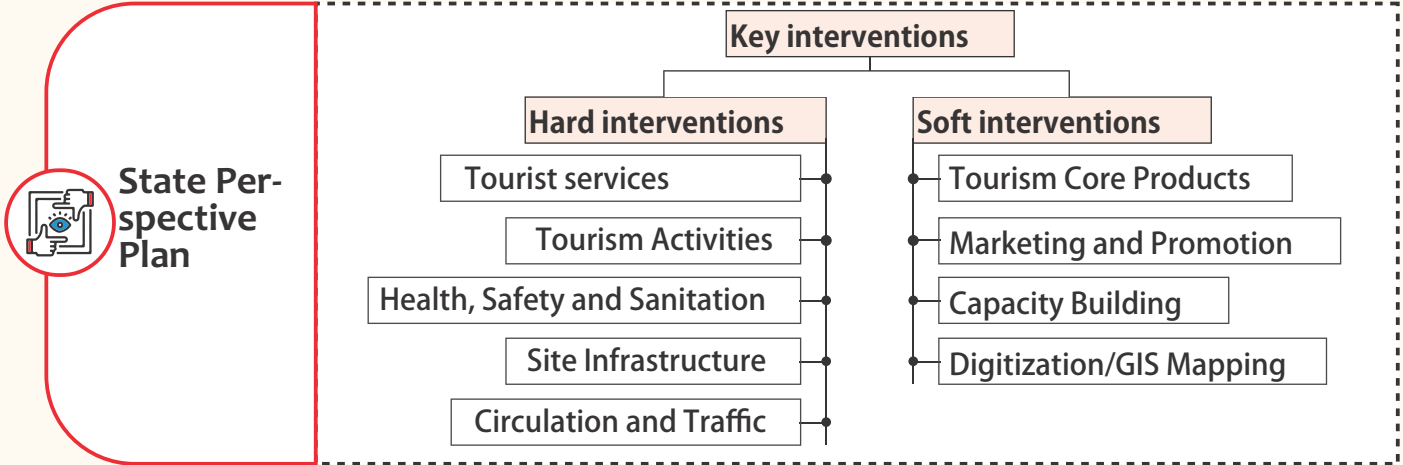 State Per-
spective
Plan
Key interventions
Hard interventions
Tourist services
Tourism Activities
Health, Safety and Sanitation
Site Infrastructure
Circulation and Traffic
Soft interventions
Tourism Core Products
Marketing and Promotion
Capacity Building
Digitization/GIS Mapping